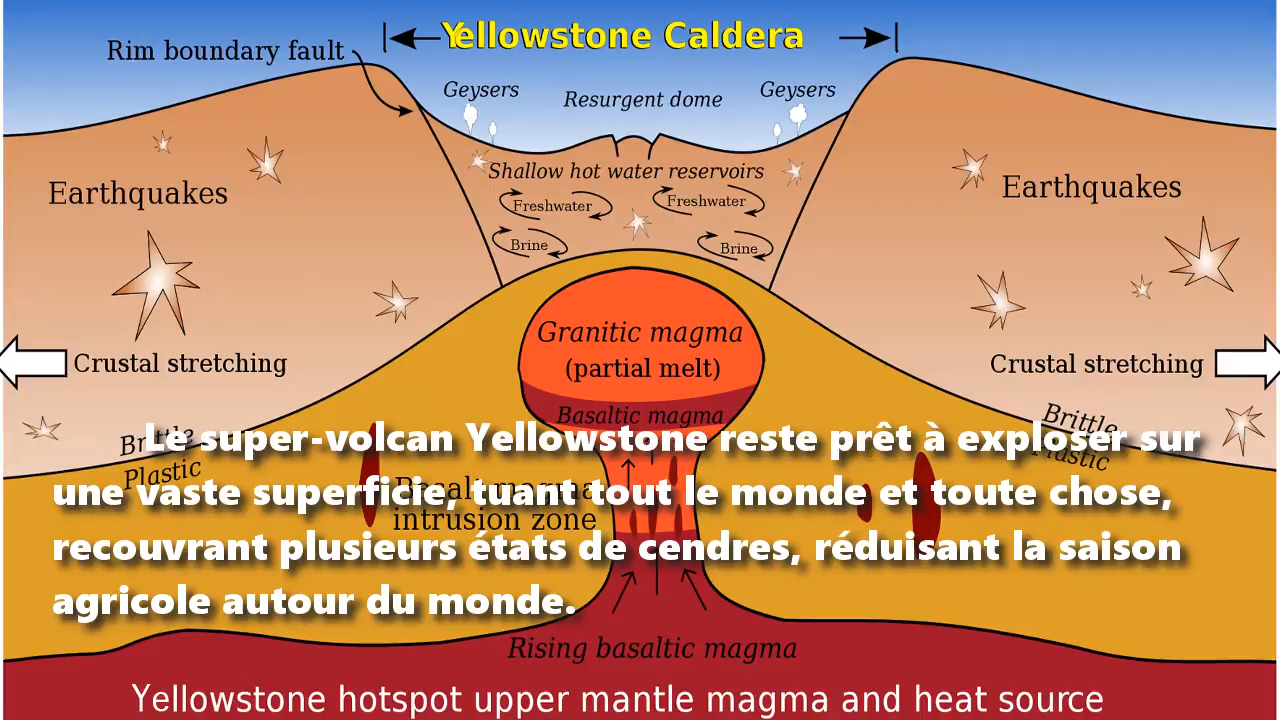 Yellowstone Caldera
Rim boundary fault
Geysers
Resurgent dome
Geysers
Shallow hot water reservoirs
Freshwater
Freshwater
Brine
Brine
Earthquakes
Earthquakes
Granitic magma
(partial melt)
Crustal stretching
Crustal stretching
Basaltic magma
Brittle
Plastic
Brittle
Plastic
Le super-volcan Yellowstone reste prêt à exploser sur
une vaste superficie, tuant tout le monde et toute chose,
recouvrant plusieurs états de cendres, réduisant la saison
agricole autour du monde.
magma
intrusion zone
Rising basaltic magma
Yellowstone hotspot upper mantle magma and heat source